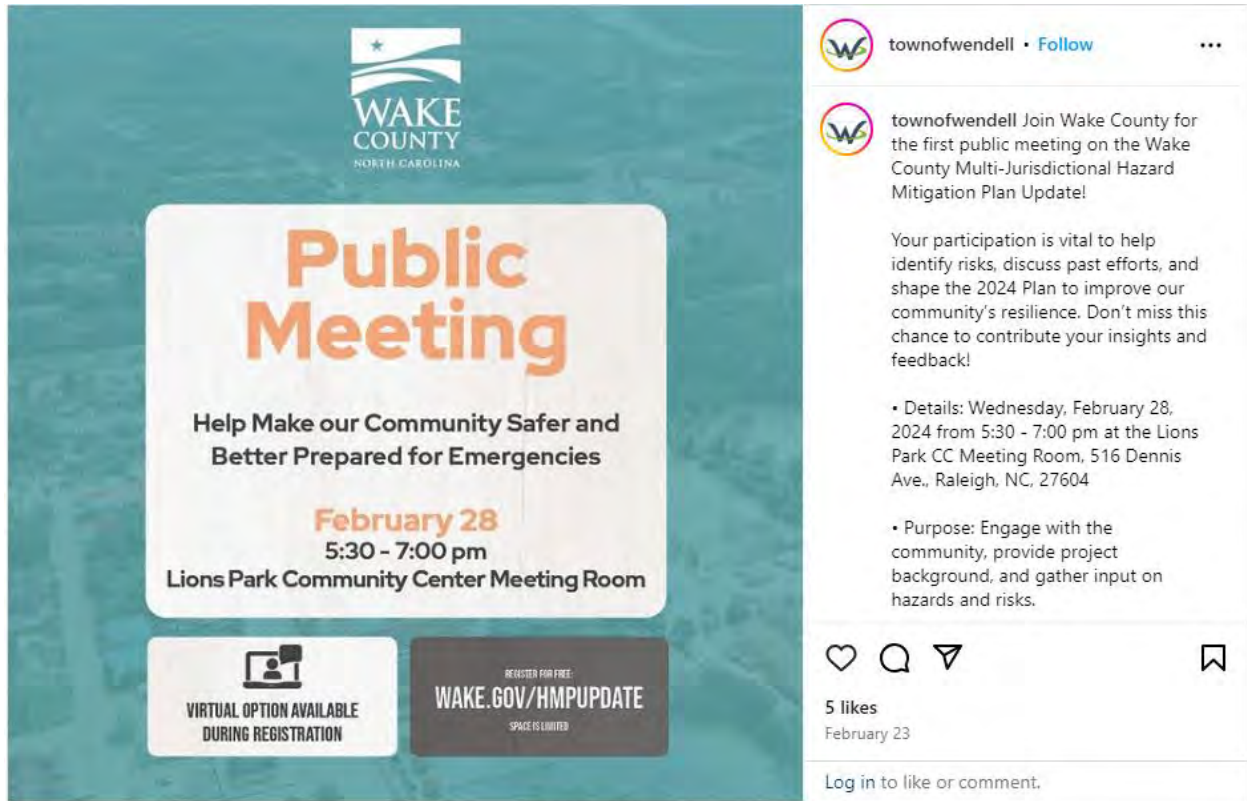 WAKE
COUNTY
NORTH CAROLINA
Public
Meeting
Help Make our Community Safer and
Better Prepared for Emergencies
February 28
5:30 - 7:00 pm
Lions Park Community Center Meeting Room
VIRTUAL OPTION AVAILABLE
DURING REGISTRATION
REGISTER FOR FREE:
WAKE.GOV/HMPUPDATE
SPACE IS LIMITED
townofwendell • Follow
townofwendell Join Wake County for
the first public meeting on the Wake
County Multi-Jurisdictional Hazard
Mitigation Plan Update!
Your participation is vital to help
identify risks, discuss past efforts, and
shape the 2024 Plan to improve our
community's resilience. Don't miss this
chance to contribute your insights and
feedback!
• Details: Wednesday, February 28,
2024 from 5:30 - 7:00 pm at the Lions
Park CC Meeting Room, 516 Dennis
Ave., Raleigh, NC, 27604
• Purpose: Engage with the
community, provide project
background, and gather input on
hazards and risks.
5 likes
February 23
Log in to like or comment.